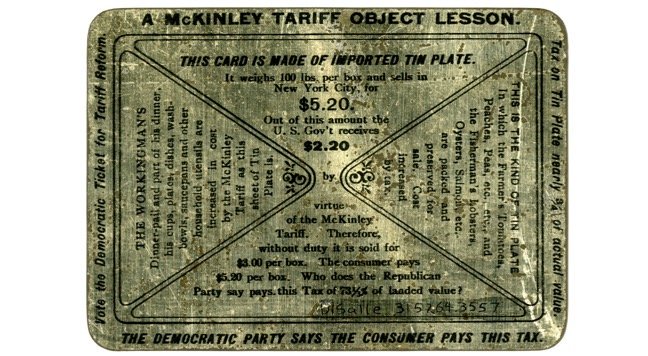 A McKINLEY TARIFF OBJECT LESSON.
THIS CARD IS MADE OF IMPORTED TIN PLATE.
It weighs 100 lbs. per box and sells in
New York City, for
$5.20.
Out of this amount the
U. S. Gov't receives
$2.20
by
virtue
of the McKinley
Tariff. Therefore,
without duty it is sold for
$3.00 per box. The consumer pays
$5.20 per box. Who does the Republican
Party say pays this Tax of 73⅓% of landed value?
THE WORKINGMAN'S
Dinner-pail and part of his dinner,
his cups, plates, dishes, wash-
bowl, saucepans and other
household utensils are
increased in cost
by the McKinley
Tariff as this
sheet of Tin
Plate is.
THIS IS THE KIND OF TIN PLATE
In which the Farmer's Tomatoes,
Peaches, Peas, etc., etc., and
the Fisherman's Lobsters,
Oysters, Salmon, etc.
are packed and
preserved for
sale. Cost
increased
by tax.
Vote the Democratic Ticket for Tariff Reform.
Tax on Tin Plate nearly ¾ of actual value.
DiSalle 315764-3557
THE DEMOCRATIC PARTY SAYS THE CONSUMER PAYS THIS TAX.